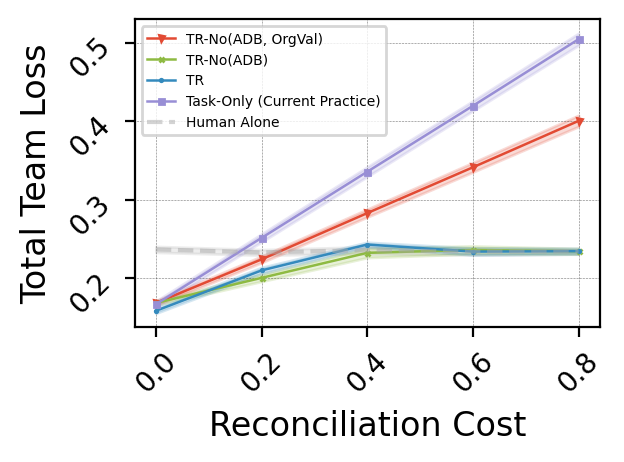 TR-No(ADB, OrgVal)
TR-No(ADB)
TR
Task-Only (Current Practice)
Human Alone
Total Team Loss
0.5
0.4
0.3
0.2
0.0 0.2 0.4 0.6 0.8
Reconciliation Cost